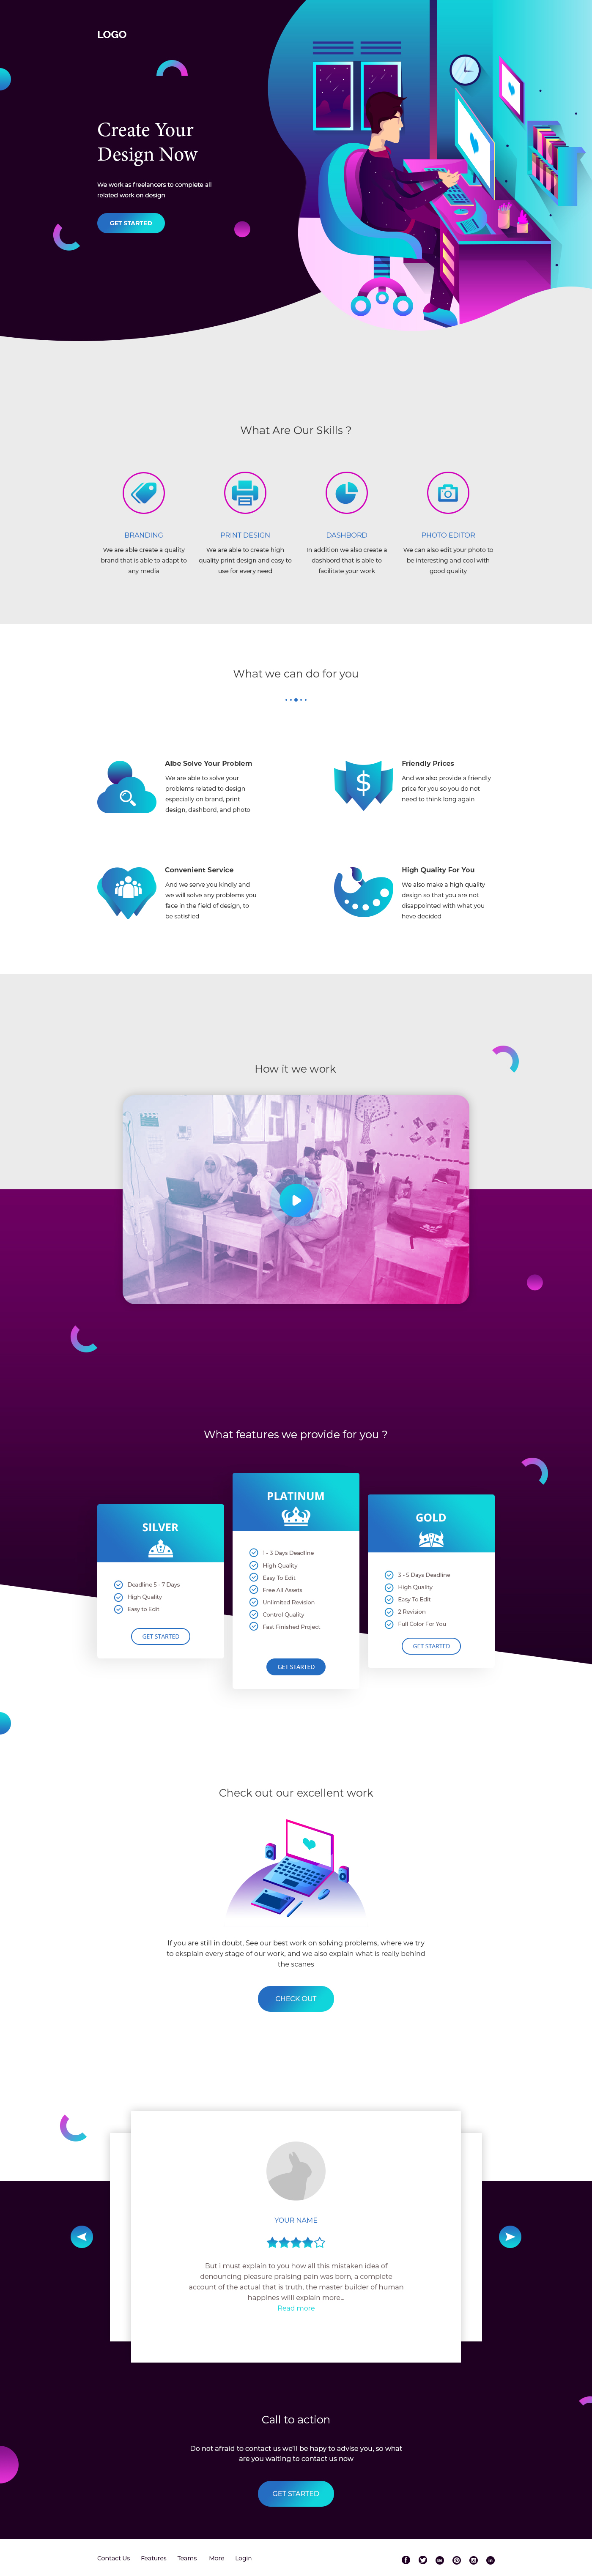 LOGO
Create Your
Design Now
We work as freelancers to complete all
related work on design
GET STARTED
What Are Our Skills ?
BRANDING
We are able create a quality
brand that is able to adapt to
any media
PRINT DESIGN
We are able to create high
quality print design and easy to
use for every need
DASHBORD
In addition we also create a
dashbord that is able to
facilitate your work
PHOTO EDITOR
We can also edit your photo to
be interesting and cool with
good quality
What we can do for you
Albe Solve Your Problem
We are able to solve your
problems related to design
especially on brand, print
design, dashbord, and photo
Friendly Prices
And we also provide a friendly
price for you so you do not
need to think long again
Convenient Service
And we serve you kindly and
we will solve any problems you
face in the field of design, to
be satisfied
High Quality For You
We also make a high quality
design so that you are not
disappointed with what you
heve decided
How it we work
What features we provide for you ?
SILVER
Deadline 5 - 7 Days
High Quality
Easy to Edit
GET STARTED
PLATINUM
1 - 3 Days Deadline
High Quality
Easy To Edit
Free All Assets
Unlimited Revision
Control Quality
Fast Finished Project
GET STARTED
GOLD
3 - 5 Days Deadline
High Quality
Easy To Edit
2 Revision
Full Color For You
GET STARTED
Check out our excellent work
If you are still in doubt, See our best work on solving problems, where we try
to eksplain every stage of our work, and we also explain what is really behind
the scanes
CHECK OUT
YOUR NAME
But i must explain to you how all this mistaken idea of
denouncing pleasure praising pain was born, a complete
account of the actual that is truth, the master builder of human
happines willl explain more...
Read more
Call to action
Do not afraid to contact us we'll be hapy to advise you, so what
are you waiting to contact us now
GET STARTED
Contact Us Features Teams More Login